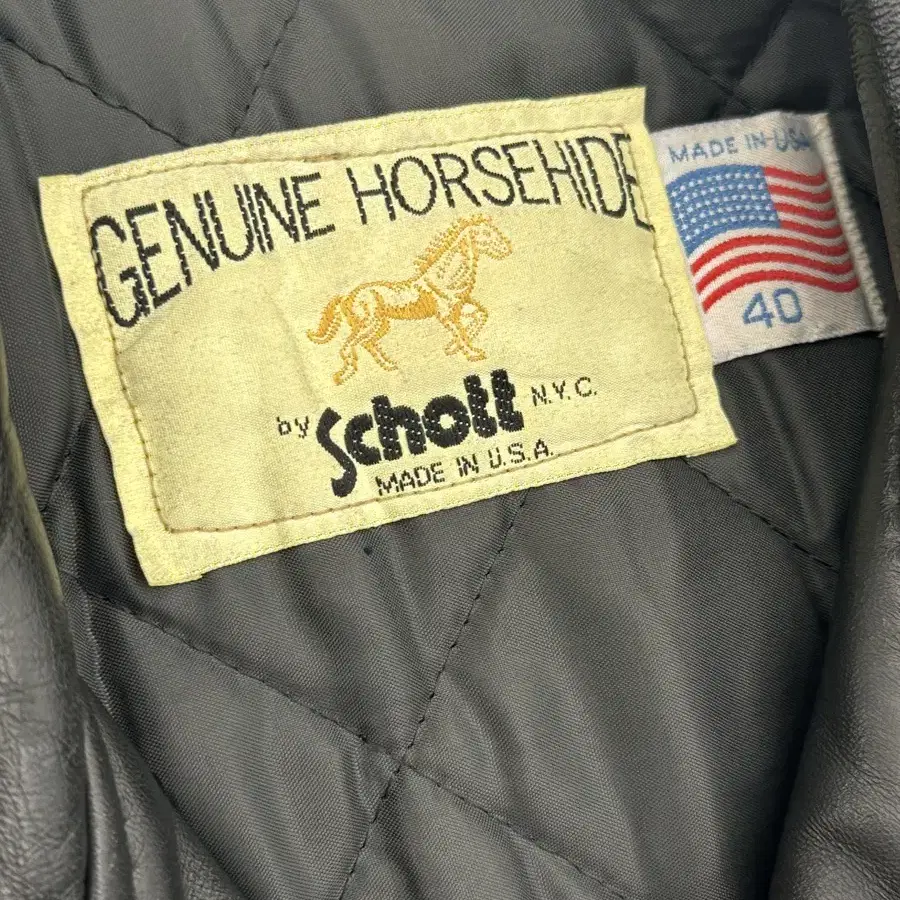 GENUINE HORSEHIDE
by Schott N.Y.C.
MADE IN U.S.A.
MADE IN USA
40